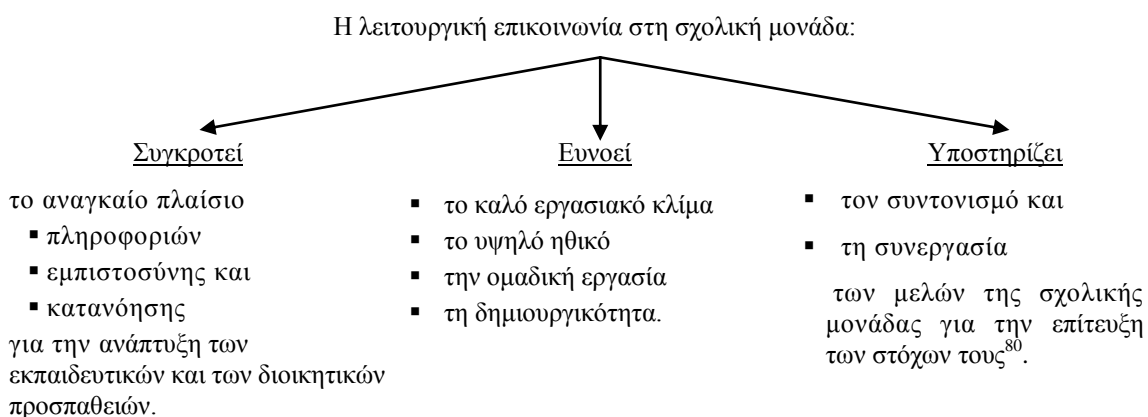 Η λειτουργική επικοινωνία στη σχολική μονάδα:
Συγκροτεί
το αναγκαίο πλαίσιο
▪ πληροφοριών
▪ εμπιστοσύνης και
▪ κατανόησης
για την ανάπτυξη των
εκπαιδευτικών και των διοικητικών
προσπαθειών.
Ευνοεί
▪ το καλό εργασιακό κλίμα
▪ το υψηλό ηθικό
▪ την ομαδική εργασία
▪ τη δημιουργικότητα.
Υποστηρίζει
▪ τον συντονισμό και
▪ τη συνεργασία
των μελών της σχολικής
μονάδας για την επίτευξη
των στόχων τους⁸⁰.